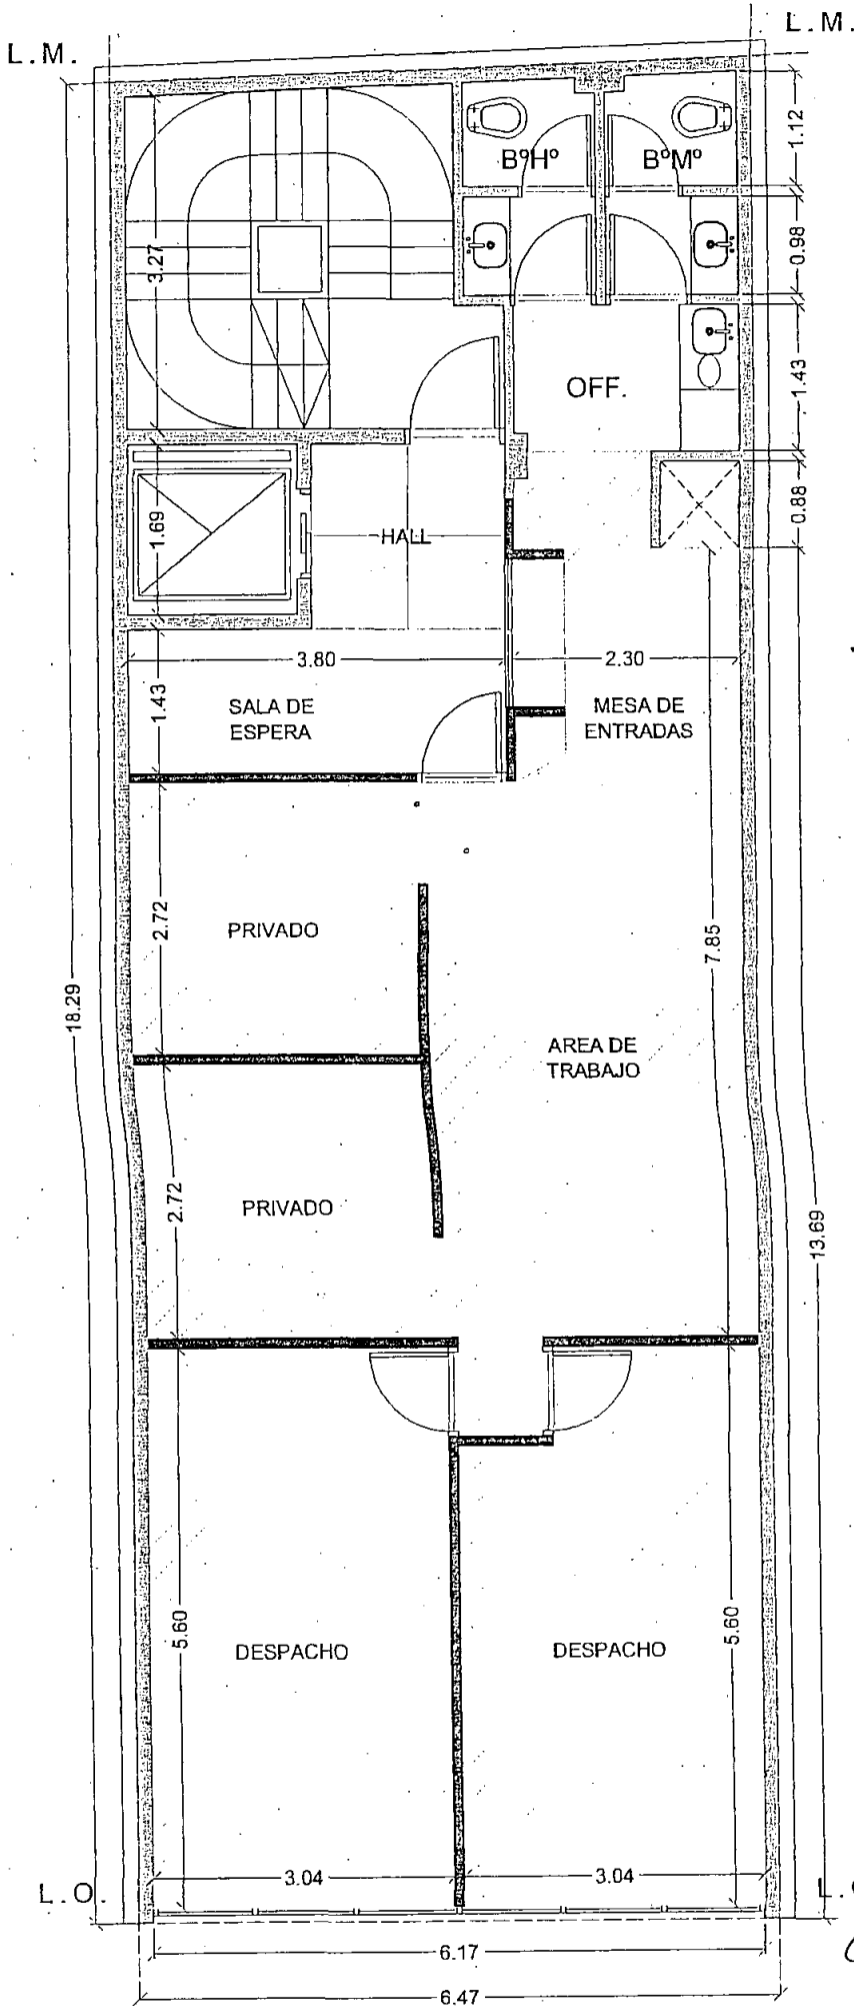 L.M.
L.M.
1.12
BºHº
BºMº
0.98
3.27
1.43
OFF.
0.88
1.69
HALL
3.80
2.30
1.43
SALA DE
ESPERA
MESA DE
ENTRADAS
2.72
PRIVADO
7.85
18.29
AREA DE
TRABAJO
2.72
PRIVADO
13.69
5.60
5.60
DESPACHO
DESPACHO
3.04
3.04
L.O.
6.17
6.47